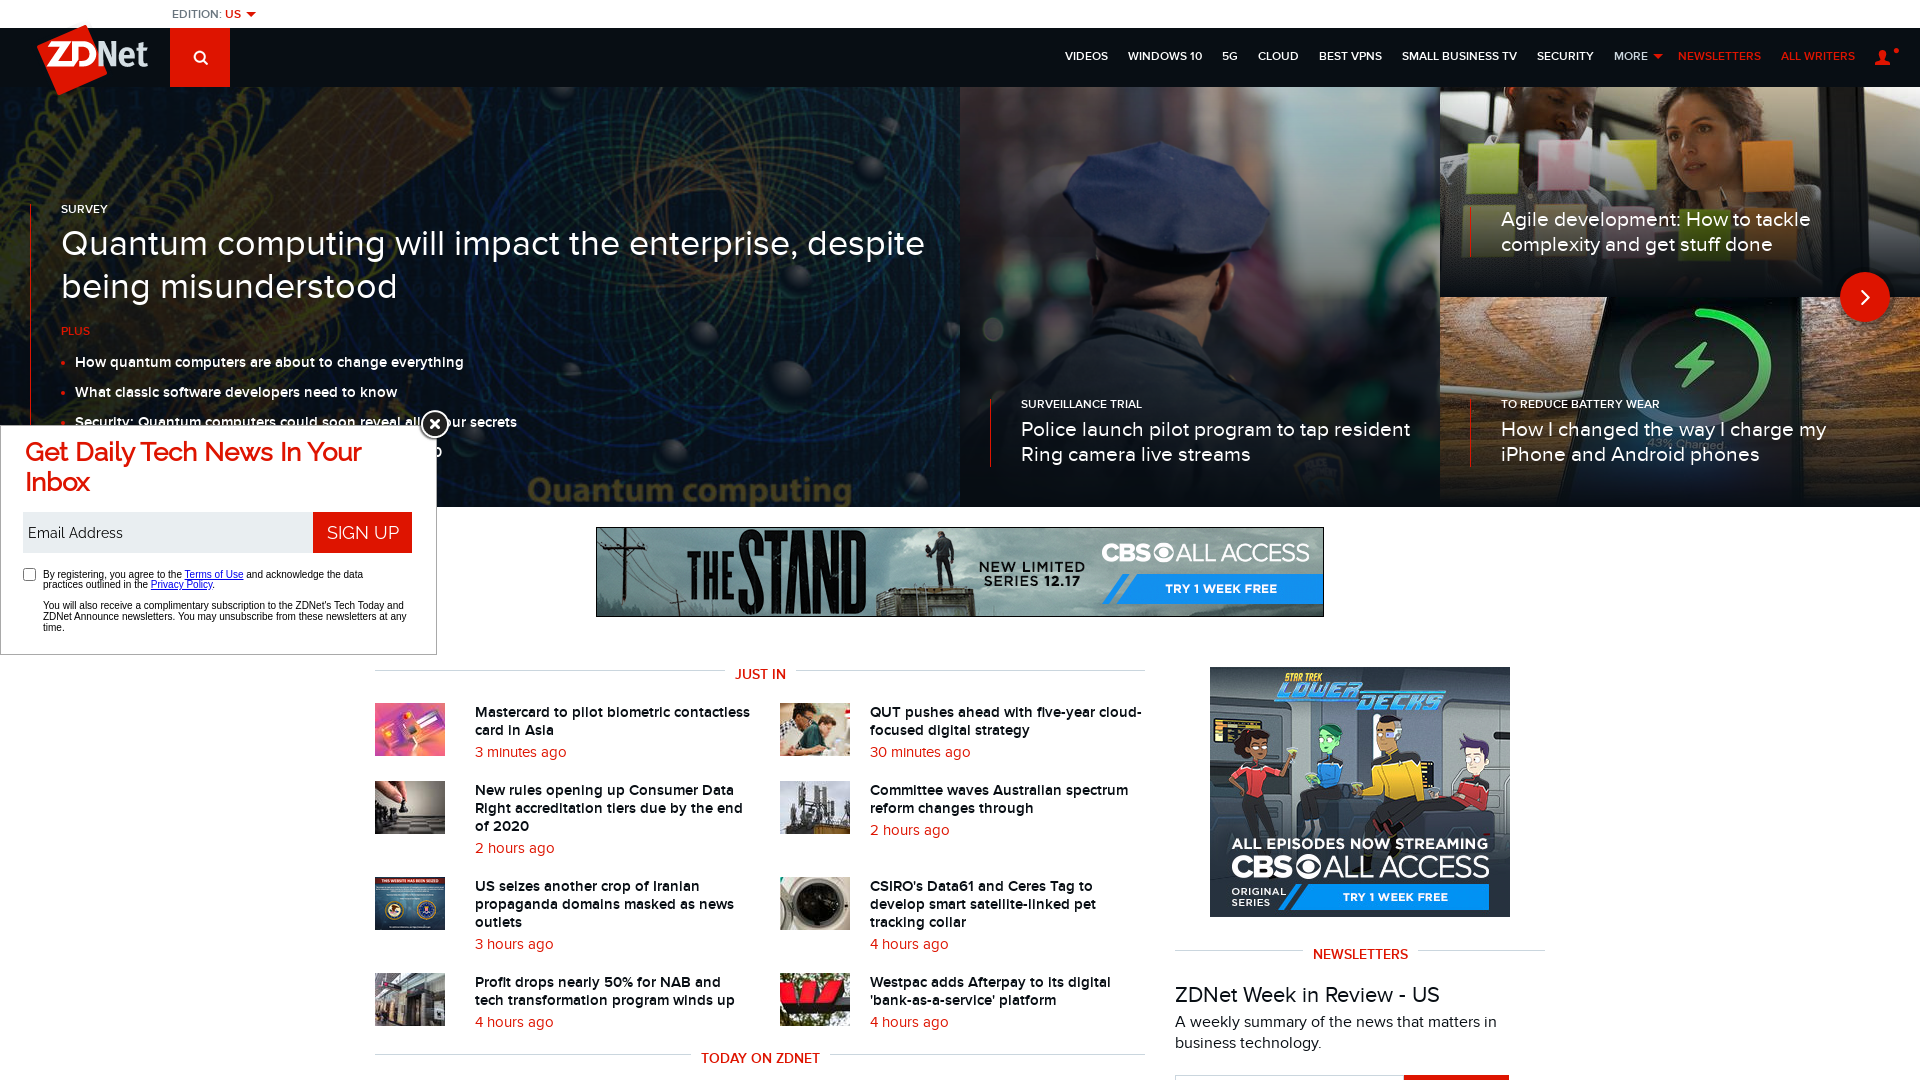 EDITION: US
ZDNet
VIDEOS WINDOWS 10 5G CLOUD BEST VPNS SMALL BUSINESS TV SECURITY MORE NEWSLETTERS ALL WRITERS
SURVEY
Quantum computing will impact the enterprise, despite
being misunderstood
PLUS
How quantum computers are about to change everything
What classic software developers need to know
Security: Quantum computers could soon reveal all our secrets
Quantum computing
SURVEILLANCE TRIAL
Police launch pilot program to tap resident
Ring camera live streams
Agile development: How to tackle
complexity and get stuff done
TO REDUCE BATTERY WEAR
How I changed the way I charge my
iPhone and Android phones
43% Charged
Get Daily Tech News In Your
Inbox
Email Address
SIGN UP
By registering, you agree to the Terms of Use and acknowledge the data
practices outlined in the Privacy Policy.
You will also receive a complimentary subscription to the ZDNet's Tech Today and
ZDNet Announce newsletters. You may unsubscribe from these newsletters at any
time.
THE STAND
NEW LIMITED
SERIES 12.17
CBS ALL ACCESS
TRY 1 WEEK FREE
JUST IN
Mastercard to pilot biometric contactless
card in Asia
3 minutes ago
QUT pushes ahead with five-year cloud-
focused digital strategy
30 minutes ago
New rules opening up Consumer Data
Right accreditation tiers due by the end
of 2020
2 hours ago
Committee waves Australian spectrum
reform changes through
2 hours ago
THIS WEBSITE HAS BEEN SEIZED
US seizes another crop of Iranian
propaganda domains masked as news
outlets
3 hours ago
CSIRO's Data61 and Ceres Tag to
develop smart satellite-linked pet
tracking collar
4 hours ago
Profit drops nearly 50% for NAB and
tech transformation program winds up
4 hours ago
Westpac adds Afterpay to its digital
'bank-as-a-service' platform
4 hours ago
TODAY ON ZDNET
STAR TREK
LOWER DECKS
ALL EPISODES NOW STREAMING
CBS ALL ACCESS
ORIGINAL
SERIES
TRY 1 WEEK FREE
NEWSLETTERS
ZDNet Week in Review - US
A weekly summary of the news that matters in
business technology.